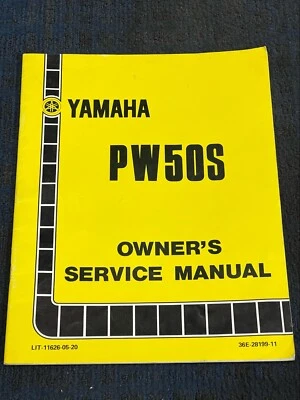 YAMAHA
PW50S
OWNER'S
SERVICE MANUAL
LIT-11626-05-20
36E-28199-11